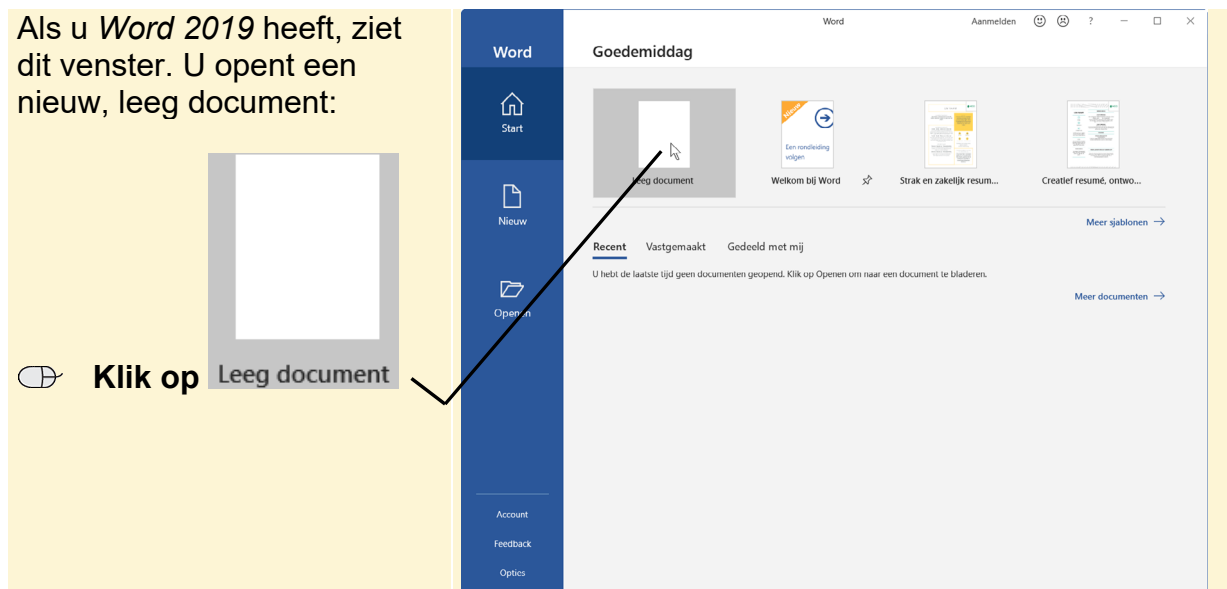 Als u Word 2019 heeft, ziet
dit venster. U opent een
nieuw, leeg document:
Klik op Leeg document
Word
Aanmelden
?
Word
Goedemiddag
Start
Nieuw
Openen
Leeg document
Nieuw
Een rondleiding
volgen
Welkom bij Word
Strak en zakelijk resum...
Creatief resumé, ontwo...
Meer sjablonen →
Recent Vastgemaakt Gedeeld met mij
U hebt de laatste tijd geen documenten geopend. Klik op Openen om naar een document te bladeren.
Meer documenten →
Account
Feedback
Opties